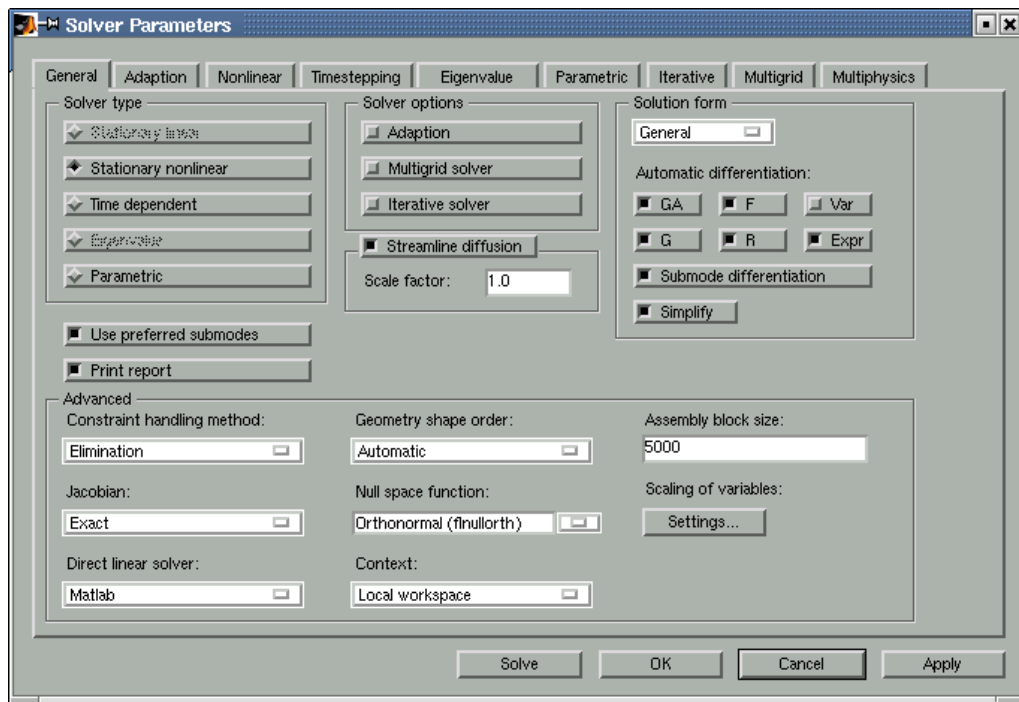 Solver Parameters
General Adaption Nonlinear Timestepping Eigenvalue Parametric Iterative Multigrid Multiphysics
Solver type
Stationary linear
Stationary nonlinear
Time dependent
Eigenvalue
Parametric
Use preferred submodes
Print report
Solver options
Adaption
Multigrid solver
Iterative solver
Streamline diffusion
Scale factor: 1.0
Solution form
General
Automatic differentiation:
GA F Var
G R Expr
Submode differentiation
Simplify
Advanced
Constraint handling method:
Elimination
Jacobian:
Exact
Direct linear solver:
Matlab
Geometry shape order:
Automatic
Null space function:
Orthonormal (flnullorth)
Context:
Local workspace
Assembly block size:
5000
Scaling of variables:
Settings...
Solve OK Cancel Apply